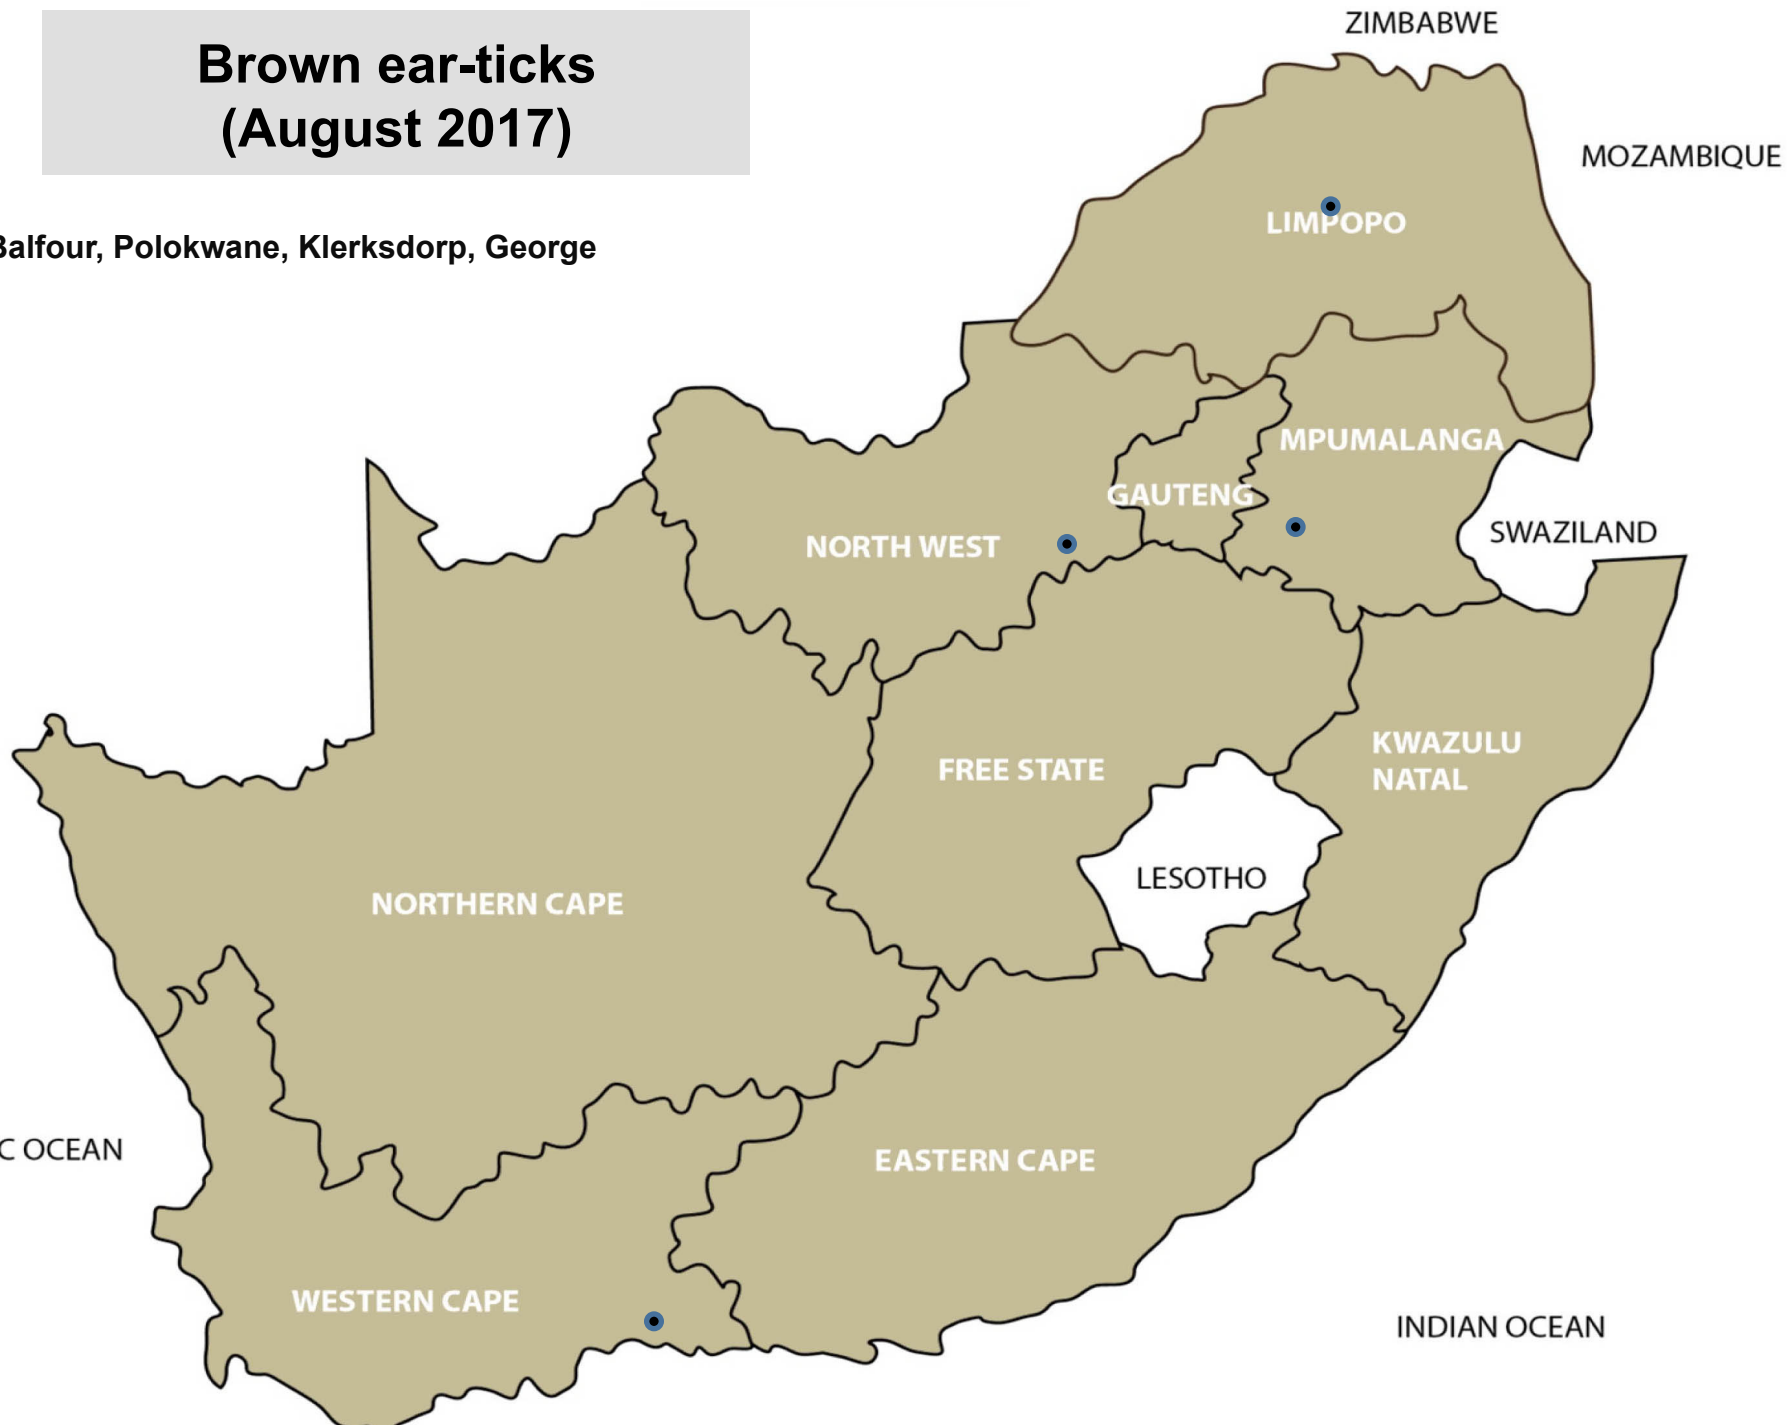 Brown ear-ticks
(August 2017)
Balfour, Polokwane, Klerksdorp, George
ZIMBABWE
MOZAMBIQUE
LIMPOPO
MPUMALANGA
GAUTENG
NORTH WEST
SWAZILAND
KWAZULU
NATAL
FREE STATE
LESOTHO
NORTHERN CAPE
C OCEAN
EASTERN CAPE
WESTERN CAPE
INDIAN OCEAN